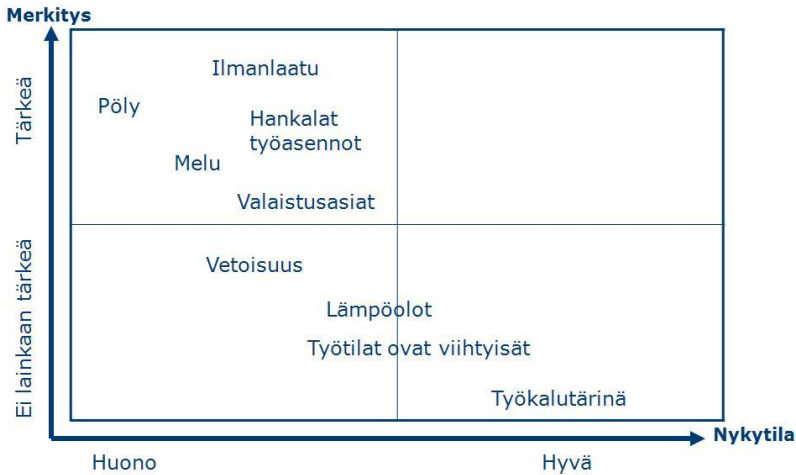 Merkitys
Tärkeä
Ei lainkaan tärkeä
Ilmanlaatu
Pöly
Hankalat
työasennot
Melu
Valaistusasiat
Vetoisuus
Lämpöolot
Työtilat ovat viihtyisät
Työkalutärinä
Nykytila
Huono
Hyvä